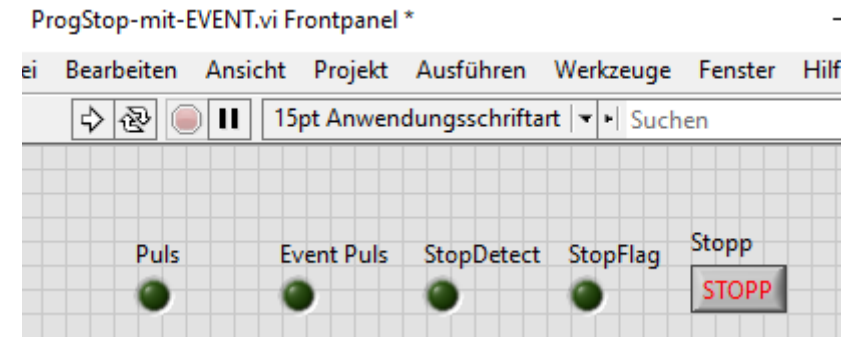 ProgStop-mit-EVENT.vi Frontpanel *
ei Bearbeiten Ansicht Projekt Ausführen Werkzeuge Fenster Hilf
15pt Anwendungsschriftart Suchen
Puls Event Puls StopDetect StopFlag Stopp
STOPP